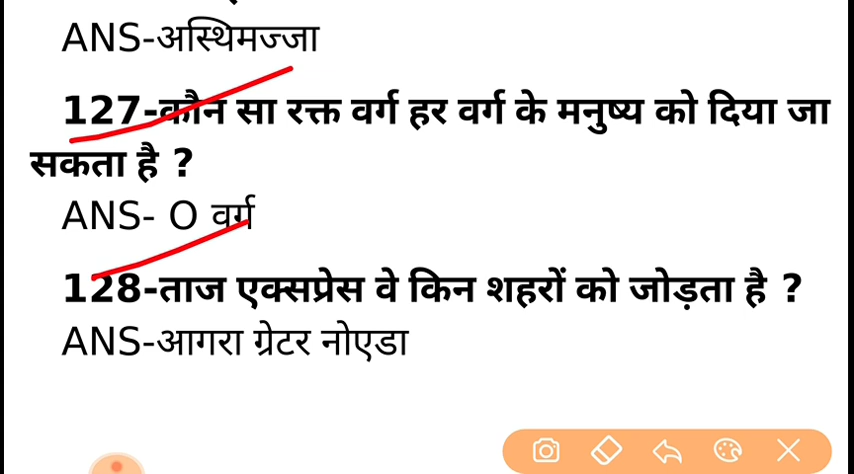 ANS-अस्थिमज्जा
127-कौन सा रक्त वर्ग हर वर्ग के मनुष्य को दिया जा
सकता है ?
ANS- O वर्ग
128-ताज एक्सप्रेस वे किन शहरों को जोड़ता है ?
ANS-आगरा ग्रेटर नोएडा